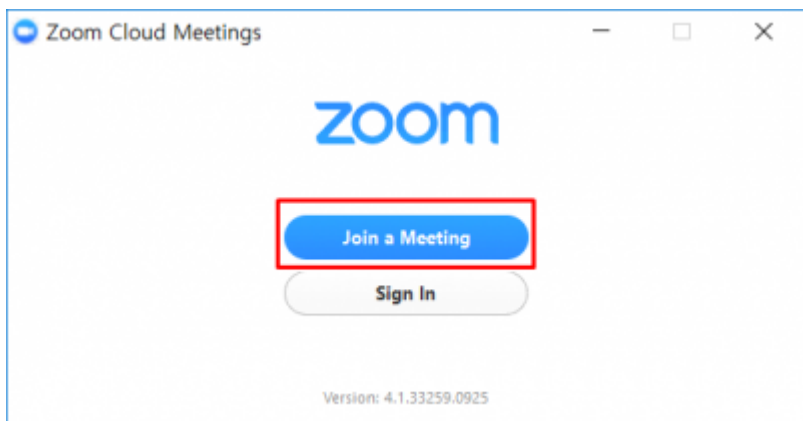 Zoom Cloud Meetings
zoom
Join a Meeting
Sign In
Version: 4.1.33259.0925